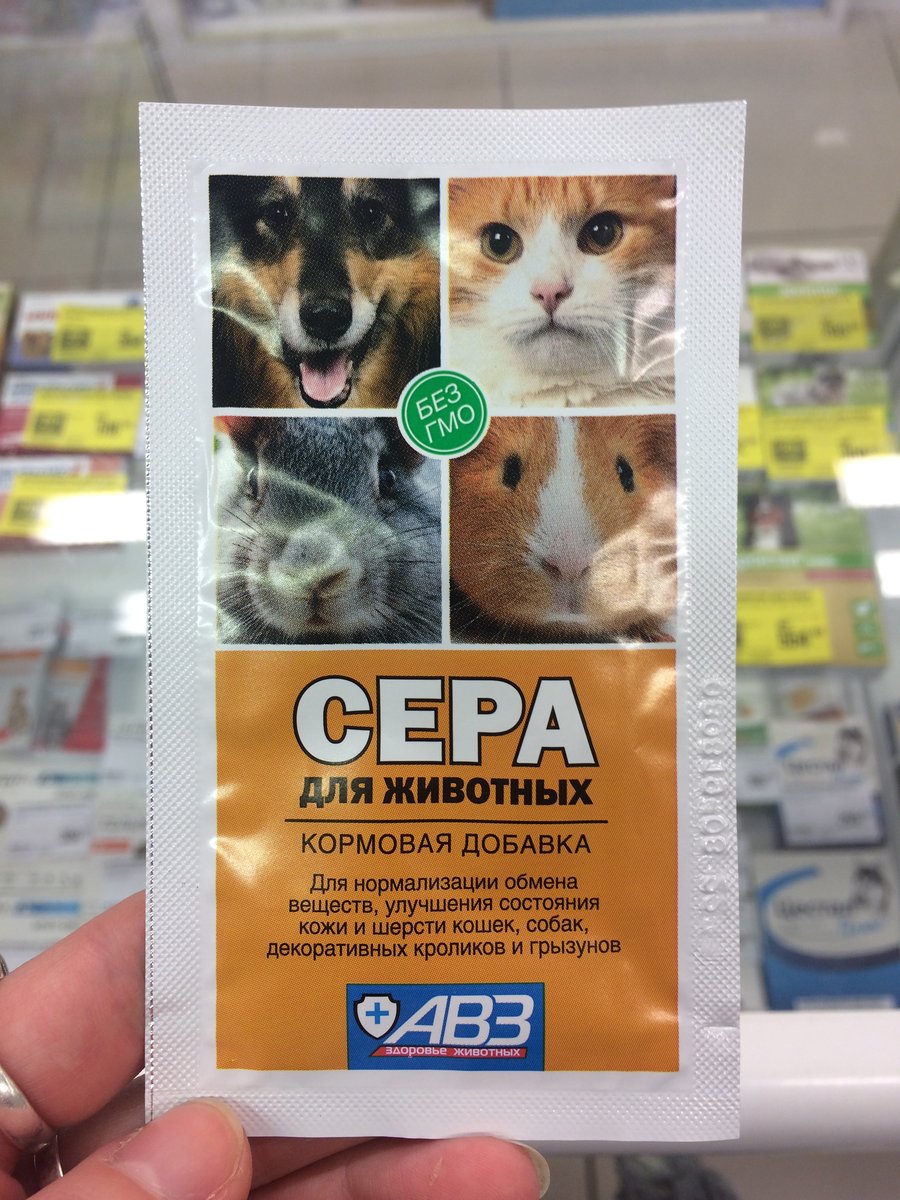 БЕЗ
ГМО
СЕРА
ДЛЯ ЖИВОТНЫХ
КОРМОВАЯ ДОБАВКА
Для нормализации обмена
веществ, улучшения состояния
кожи и шерсти кошек, собак,
декоративных кроликов и грызунов
АВЗ
ЗДОРОВЬЕ ЖИВОТНЫХ